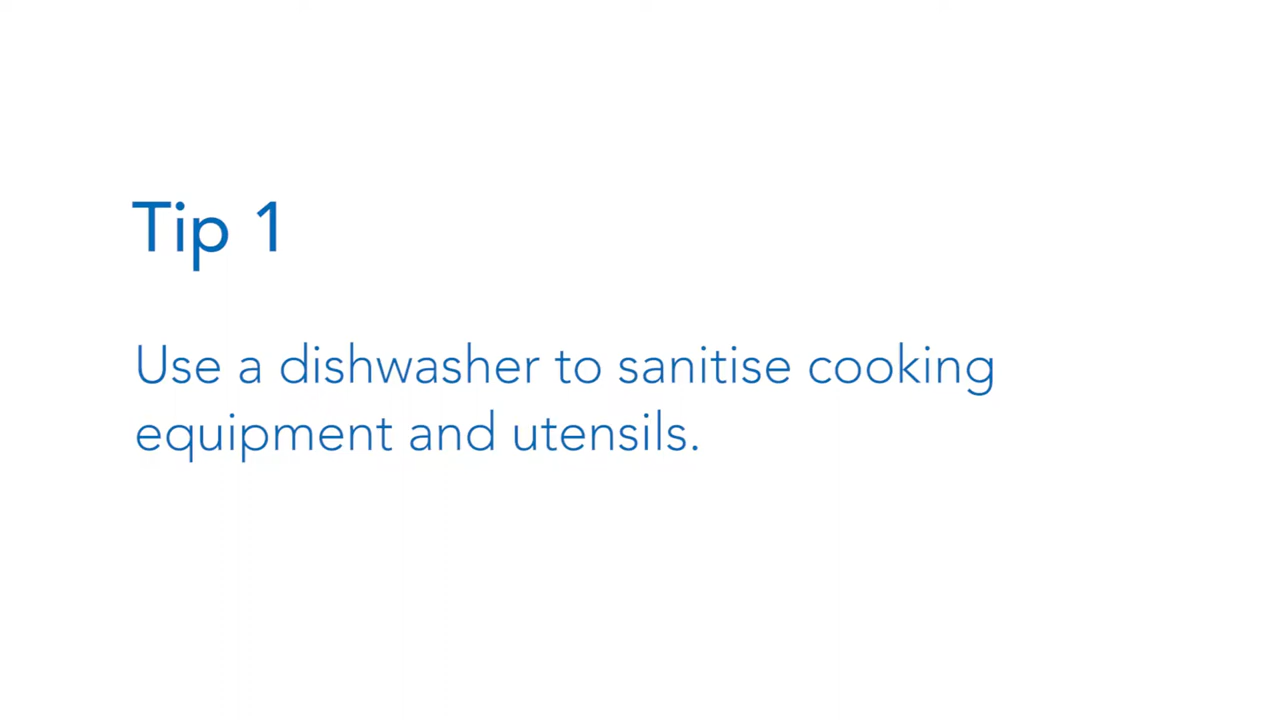 Tip 1
Use a dishwasher to sanitise cooking
equipment and utensils.